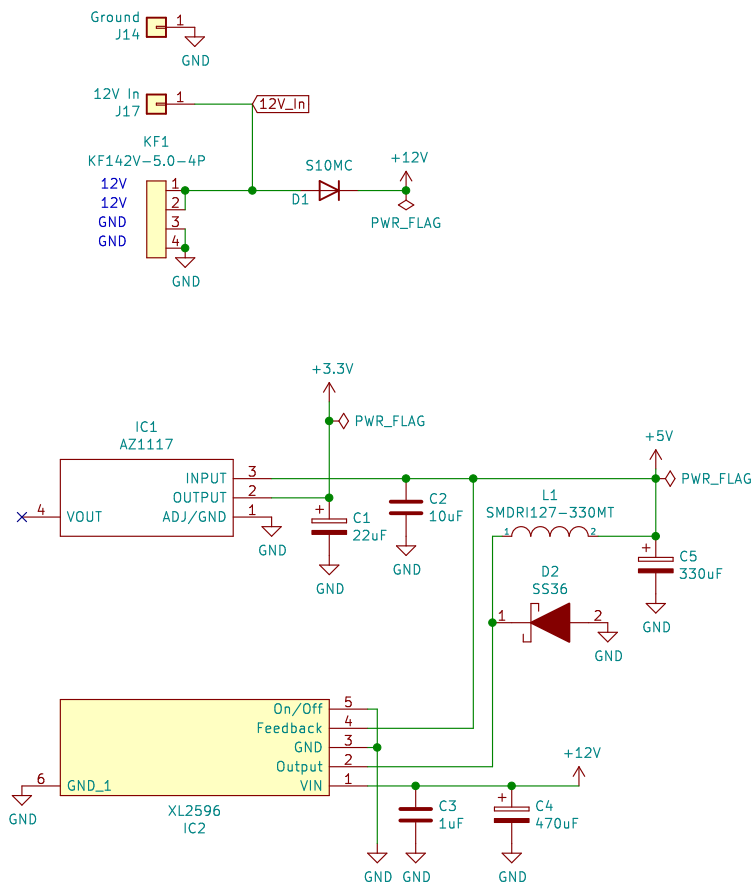 Ground
J14
1
GND
12V In
J17
1
12V_In
KF1
KF142V-5.0-4P
12V
12V
GND
GND
1
2
3
4
GND
S10MC
D1
+12V
PWR_FLAG
+3.3V
PWR_FLAG
IC1
AZ1117
INPUT 3
OUTPUT 2
ADJ/GND 1
4 VOUT
GND
C1
22uF
GND
C2
10uF
GND
+5V
PWR_FLAG
L1
SMDRI127-330MT
1 2
C5
330uF
GND
D2
SS36
1 2
GND
On/Off 5
Feedback 4
GND 3
Output 2
VIN 1
6 GND_1
GND
XL2596
IC2
+12V
C3
1uF
C4
470uF
GND GND GND